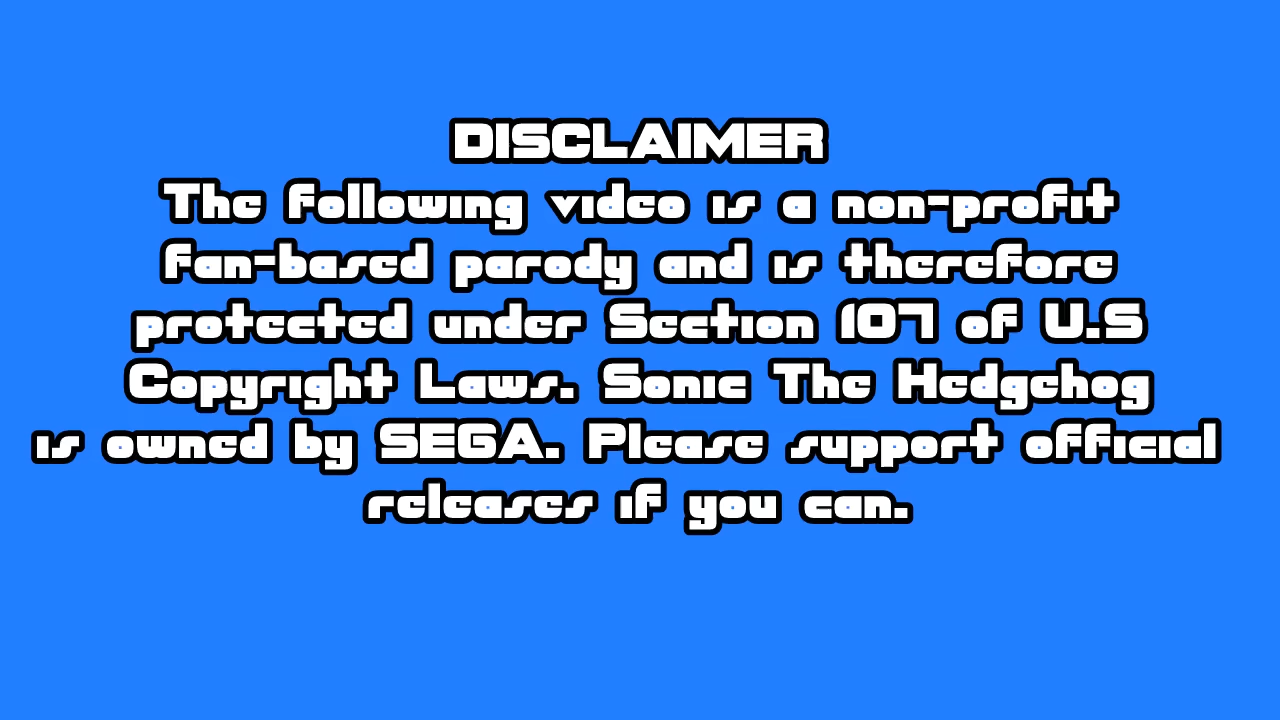 DISCLAIMER
The following video is a non-profit
fan-based parody and is therefore
protected under Section 107 of U.S
Copyright Laws. Sonic The Hedgehog
is owned by SEGA. Please support official
releases if you can.